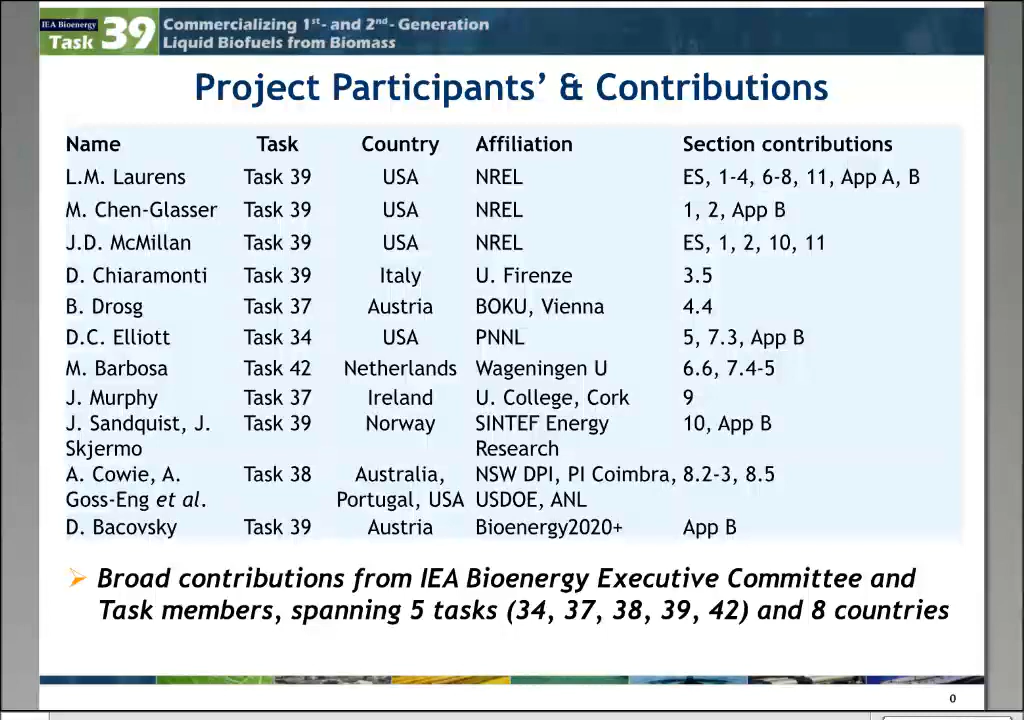 IEA Bioenergy
Task 39
Commercializing 1st- and 2nd- Generation
Liquid Biofuels from Biomass
Project Participants’ & Contributions
Name Task Country Affiliation Section contributions
L.M. Laurens Task 39 USA NREL ES, 1-4, 6-8, 11, App A, B
M. Chen-Glasser Task 39 USA NREL 1, 2, App B
J.D. McMillan Task 39 USA NREL ES, 1, 2, 10, 11
D. Chiaramonti Task 39 Italy U. Firenze 3.5
B. Drosg Task 37 Austria BOKU, Vienna 4.4
D.C. Elliott Task 34 USA PNNL 5, 7.3, App B
M. Barbosa Task 42 Netherlands Wageningen U 6.6, 7.4-5
J. Murphy Task 37 Ireland U. College, Cork 9
J. Sandquist, J. Task 39 Norway SINTEF Energy 10, App B
Skjermo Research
A. Cowie, A. Task 38 Australia, NSW DPI, PI Coimbra, 8.2-3, 8.5
Goss-Eng et al. Portugal, USA USDOE, ANL
D. Bacovsky Task 39 Austria Bioenergy2020+ App B
Broad contributions from IEA Bioenergy Executive Committee and
Task members, spanning 5 tasks (34, 37, 38, 39, 42) and 8 countries
0